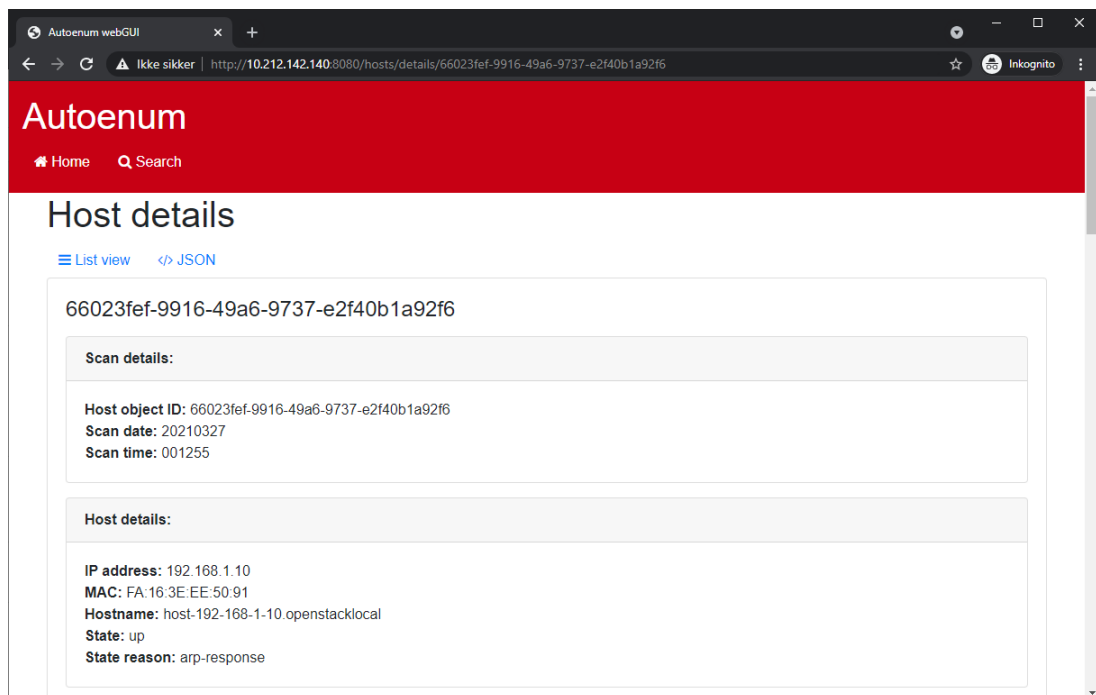 Autoenum webGUI
Ikke sikker | http://10.212.142.140:8080/hosts/details/66023fef-9916-49a6-9737-e2f40b1a92f6 Inkognito
Autoenum
Home Search
Host details
List view </> JSON
66023fef-9916-49a6-9737-e2f40b1a92f6
Scan details:
Host object ID: 66023fef-9916-49a6-9737-e2f40b1a92f6
Scan date: 20210327
Scan time: 001255
Host details:
IP address: 192.168.1.10
MAC: FA:16:3E:EE:50:91
Hostname: host-192-168-1-10.openstacklocal
State: up
State reason: arp-response